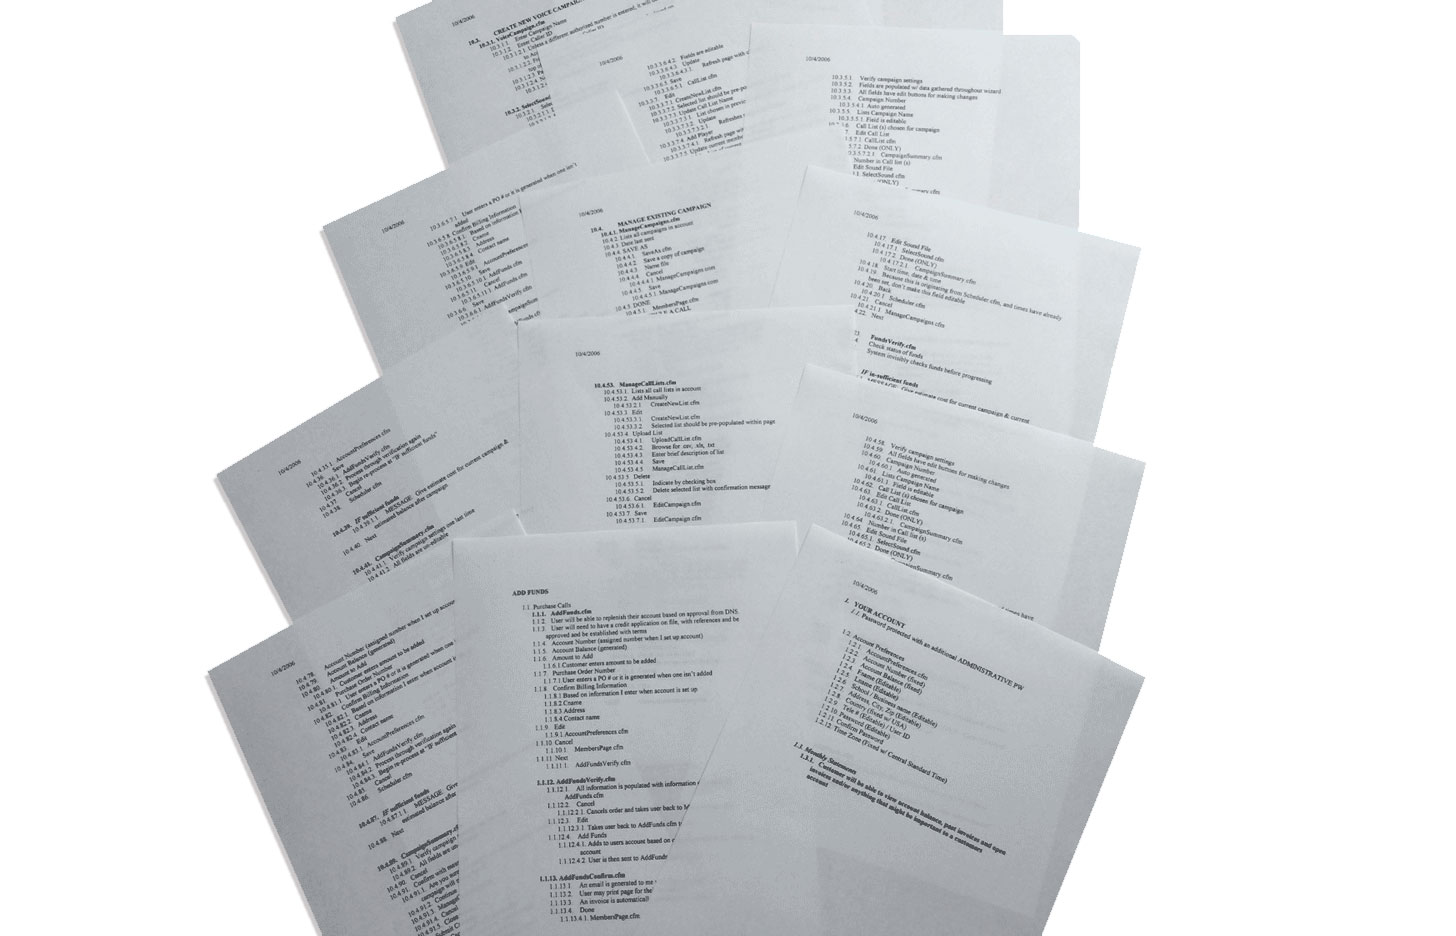 10/4/2006
10.3. CREATE NEW VOICE
10.3.1. VoiceCampaign.cfm
10.3.1.1. Enter Campaign Name
10.3.1.2. Enter Caller ID
10.3.2. SelectSound
10/4/2006
10.3.3.6.4.2. Fields are editable
10.3.3.6.4.3. Update
Refresh page with
10.3.3.6.5. Save
10.3.3.6.5.1. CallList.cfm
10.3.3.7. Edit
10.3.3.7.1. CreateNewList.cfm
10.3.3.7.2. Selected list should be pre-po
10.3.3.7.3. Update Call List Name
10.3.3.7.3.1. List chosen in previo
10.3.3.7.3.2. Update
10.3.3.7.4. Add Player
10/4/2006
10.3.5.1. Verify campaign settings
10.3.5.2. Fields are populated w/ data gathered throughout wizard
10.3.5.3. All fields have edit buttons for making changes
10.3.5.4. Campaign Number
10.3.5.4.1. Auto generated
10.3.5.5. Lists Campaign Name
10.3.5.5.1. Field is editable
Call List (s) chosen for campaign
Edit Call List
CallList.cfm
Done (ONLY)
CampaignSummary.cfm
Number in Call list (s)
Edit Sound File
SelectSound.cfm
(ONLY)
10/4/2006
10.3.6.5.7.1. User enters a PO # or it is generated when one isn't
added
10.3.6.5.8. Confirm Billing Information
10.3.6.5.8.1. Based on information
10.3.6.5.8.2. Cname
10.3.6.5.8.3. Address
10.3.6.5.8.4. Contact name
10.3.6.5.9. Edit
10.3.6.5.9.1. AccountPreferences
10.3.6.5.10. Save
10.3.6.5.10.1. AddFunds.cfm
10.3.6.5.11. Cancel
10.3.6.5.11.1. AddFunds.cfm
10.3.6.6. Save
10.3.6.6.1. AddFundsVerify.cfm
10/4/2006
10.4. MANAGE EXISTING CAMPAIGN
10.4.1. ManageCampaigns.cfm
10.4.2. Lists all campaigns in account
10.4.3. Date last sent
10.4.4. SAVE AS
10.4.4.1. SaveAs.cfm
10.4.4.2. Save a copy of campaign
10.4.4.3. Name file
10.4.4.4. Cancel
10.4.4.4.1. ManageCampaigns.com
10.4.4.5. Save
10.4.4.5.1. ManageCampaigns.com
10.4.5. DONE
10.4.5.1. MembersPage.cfm
10/4/2006
10.4.17. Edit Sound File
10.4.17.1. SelectSound.cfm
10.4.17.2. Done (ONLY)
10.4.17.2.1. CampaignSummary.cfm
10.4.18. Start time, date & time
10.4.19. Because this is originating from Scheduler.cfm, and times have already
been set, don't make this field editable
10.4.20. Back
10.4.20.1. Scheduler.cfm
10.4.21. Cancel
10.4.21.1. ManageCampaigns.cfm
Next
FundsVerify.cfm
Check status of funds
System invisibly checks funds before progressing
IF in-sufficient funds
MESSAGE: Give estimate cost for current campaign & current
10/4/2006
10.4.35.1. AccountPreferences.cfm
10.4.36. Save
10.4.36.1. AddFundsVerify.cfm
10.4.36.2. Process through verification again
10.4.36.3. Begin re-process at "IF sufficient funds"
10.4.37. Cancel
10.4.38. Scheduler.cfm
10.4.39. IF sufficient funds
10.4.39.1.1. MESSAGE: Give estimate cost for current campaign &
estimated balance after campaign
10.4.40. Next
10.4.41. CampaignSummary.cfm
10.4.41.1. Verify campaign settings one last time
10.4.41.2. All fields are un-editable
10/4/2006
10.4.53. ManageCallLists.cfm
10.4.53.1. Lists all call lists in account
10.4.53.2. Add Manually
10.4.53.2.1. CreateNewList.cfm
10.4.53.3. Edit
10.4.53.3.1. CreateNewList.cfm
10.4.53.3.2. Selected list should be pre-populated within page
10.4.53.4. Upload List
10.4.53.4.1. UploadCallList.cfm
10.4.53.4.2. Browse for .csv, .xls, .txt
10.4.53.4.3. Enter brief description of list
10.4.53.4.4. Save
10.4.53.4.5. ManageCallList.cfm
10.4.53.5. Delete
10.4.53.5.1. Indicate by checking box
10.4.53.5.2. Delete selected list with confirmation message
10.4.53.6. Cancel
10.4.53.6.1. EditCampaign.cfm
10.4.53.7. Save
10.4.53.7.1. EditCampaign.cfm
10/4/2006
10.4.58. Verify campaign settings
10.4.59. All fields have edit buttons for making changes
10.4.60. Campaign Number
10.4.60.1. Auto generated
10.4.61. Lists Campaign Name
10.4.61.1. Field is editable
10.4.62. Call List (s) chosen for campaign
10.4.63. Edit Call List
10.4.63.1. CallList.cfm
10.4.63.2. Done (ONLY)
10.4.63.2.1. CampaignSummary.cfm
10.4.64. Number in Call list (s)
10.4.65. Edit Sound File
10.4.65.1. SelectSound.cfm
Done (ONLY)
10/4/2006
10.4.78. Account Number (assigned number when I set up account
10.4.79. Account Balance (generated)
10.4.80. Amount to Add
10.4.80.1. Customer enters amount to be added
10.4.81. Purchase Order Number
10.4.81.1. User enters a PO # or it is generated when one
10.4.82. Confirm Billing Information
10.4.82.1. Based on information I enter when account is
10.4.82.2. Cname
10.4.82.3. Address
10.4.82.4. Contact name
10.4.83. Edit
10.4.83.1. AccountPreferences.cfm
10.4.84. Save
10.4.84.1. AddFundsVerify.cfm
10.4.84.2. Process through verification again
10.4.84.3. Begin re-process at "IF sufficient
10.4.85. Cancel
10.4.86. Scheduler.cfm
10.4.87. IF sufficient funds
10.4.87.1.1. MESSAGE: Give
estimated balance after
10.4.88. Next
10.4.89. CampaignSummary.cf
10.4.89.1. Verify campaign
10.4.89.2. All fields are un-
10.4.90. Cancel
10.4.91. Confirm with
10.4.91.1. Are you
campaign will
10.4.91.2. Continue
10.4.91.3.
10.4.91.4. Cancel
10.4.91.5. Close
ADD FUNDS
1.1. Purchase Calls
1.1.1. AddFunds.cfm
1.1.2. User will be able to replenish their account based on approval from DNS.
1.1.3. User will need to have a credit application on file, with references and be
approved and be established with terms
1.1.4. Account Number (assigned number when I set up account)
1.1.5. Account Balance (generated)
1.1.6. Amount to Add
1.1.6.1.Customer enters amount to be added
1.1.7. Purchase Order Number
1.1.7.1.User enters a PO # or it is generated when one isn't added
1.1.8. Confirm Billing Information
1.1.8.1.Based on information I enter when account is set up
1.1.8.2.Cname
1.1.8.3.Address
1.1.8.4.Contact name
1.1.9. Edit
1.1.9.1.AccountPreferences.cfm
1.1.10. Cancel
1.1.10.1. MembersPage.cfm
1.1.11. Next
1.1.11.1. AddFundsVerify.cfm
1.1.12. AddFundsVerify.cfm
1.1.12.1. All information is populated with information
AddFunds.cfm
1.1.12.2. Cancel
1.1.12.2.1. Cancels order and takes user back to M
1.1.12.3. Edit
1.1.12.3.1. Takes user back to AddFunds.cfm
1.1.12.4. Add Funds
1.1.12.4.1. Adds to users account based on
account
1.1.12.4.2. User is then sent to AddFunds
1.1.13. AddFundsConfirm.cfm
1.1.13.1. An email is generated to me
1.1.13.2. User may print page for the
1.1.13.3. An invoice is automaticall
1.1.13.4. Done
1.1.13.4.1. MembersPage.cfm
10/4/2006
1. YOUR ACCOUNT
1.1. Password protected with an additional ADMINISTRATIVE PW
1.2. Account Preferences
1.2.1. AccountPreferences.cfm
1.2.2. Account Number (fixed)
1.2.3. Account Balance (fixed)
1.2.4. Fname (Editable)
1.2.5. Lname (Editable)
1.2.6. School / Business name (Editable)
1.2.7. Address, City, Zip (Editable)
1.2.8. Country (fixed w/ USA)
1.2.9. Tele # (Editable) / User ID
1.2.10. Password (Editable)
1.2.11. Confirm Password
1.2.12. Time Zone (Fixed w/ Central Standard Time)
1.3. Monthly Statements
1.3.1. Customer will be able to view account balance, past invoices and open
invoices and/or anything that might be important to a customers
account